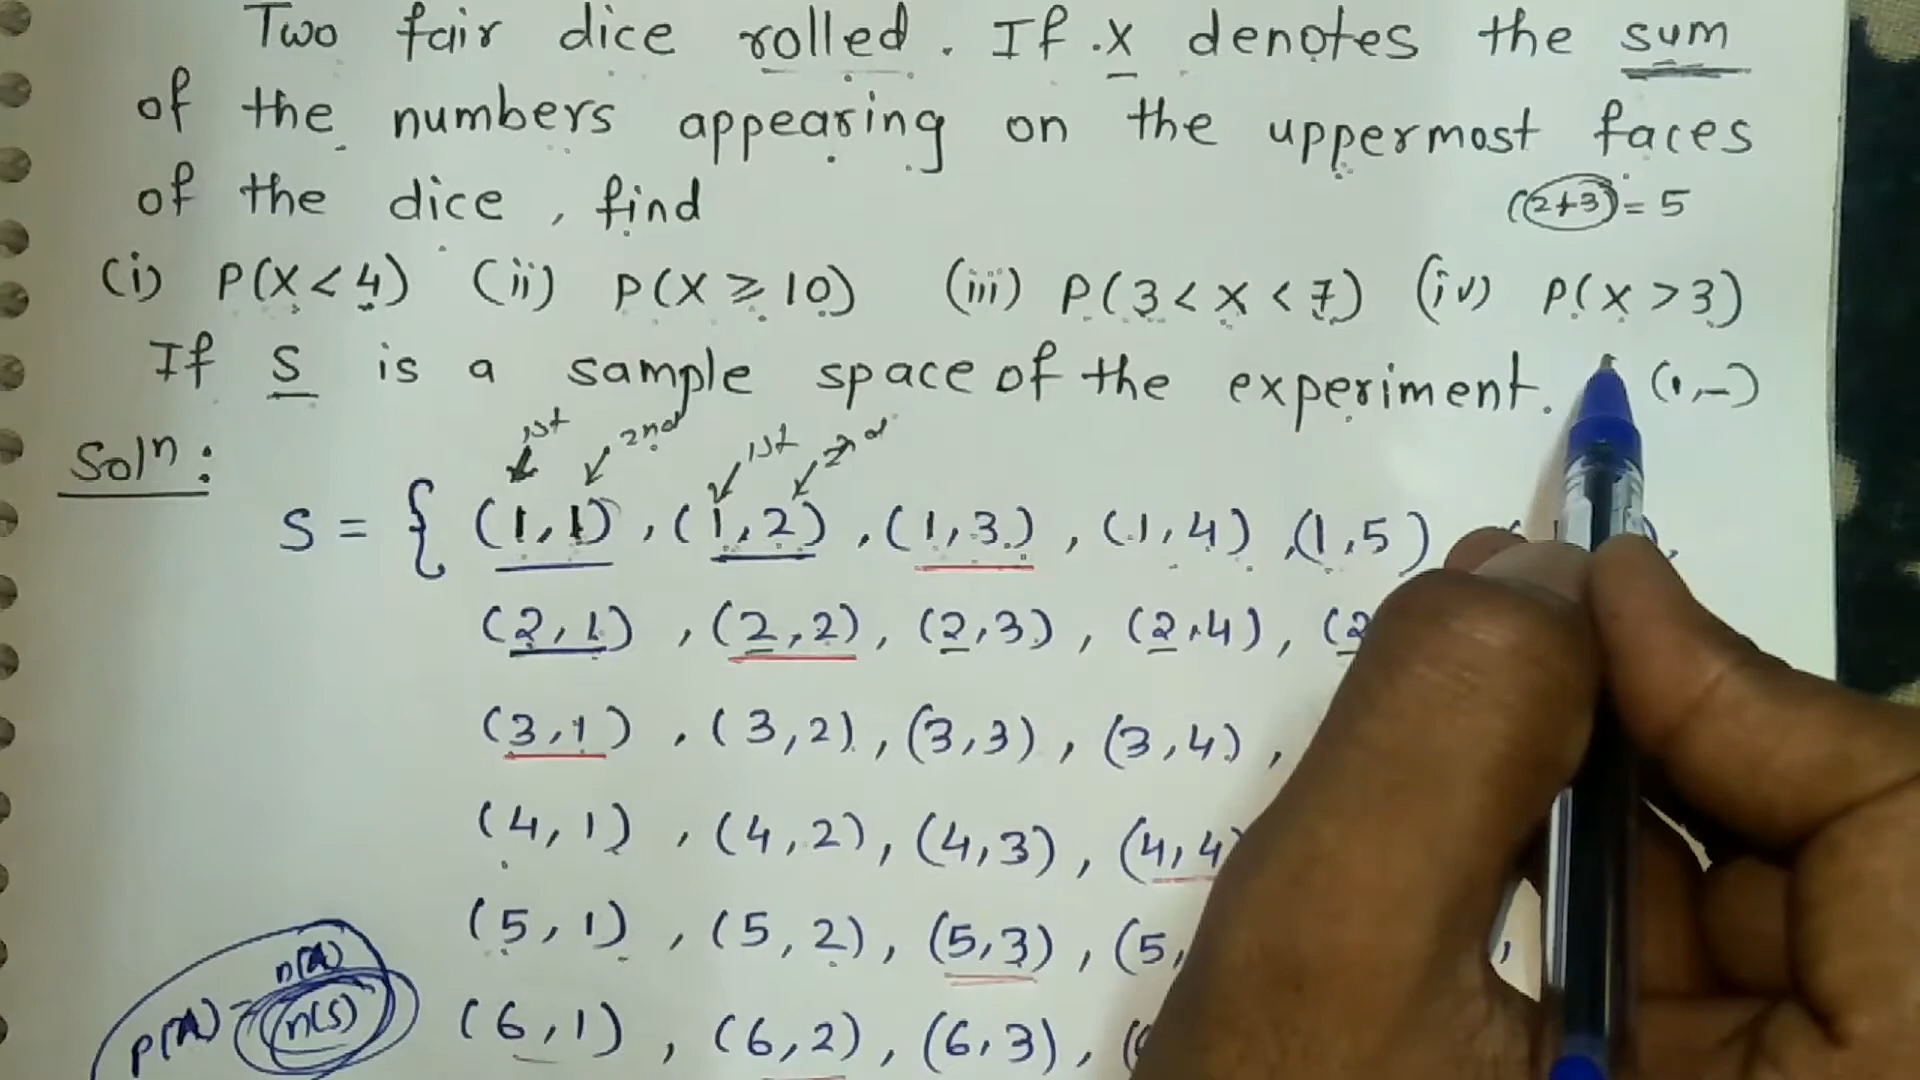 Two fair dice rolled. If X denotes the sum
of the numbers appearing on the uppermost faces
of the dice, find
(2+3)=5
(i) P(X<4) (ii) P(X≥10) (iii) P(3<X<7) (iv) P(X>3)
If S is a sample space of the experiment.
(1,-)
1st 2nd 1st 2nd
Solⁿ:
S = { (1,1), (1,2), (1,3), (1,4), (1,5)
(2,1), (2,2), (2,3), (2,4), (2
(3,1), (3,2), (3,3), (3,4),
(4,1), (4,2), (4,3), (4,4
(5,1), (5,2), (5,3), (5,
n(A)
P(A) = n(S)
(6,1), (6,2), (6,3),